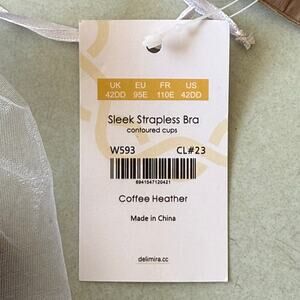 UK EU FR US
42DD 95E 110E 42DD
Sleek Strapless Bra
contoured cups
W593 CL#23
6941547120421
Coffee Heather
Made in China
delimira.cc